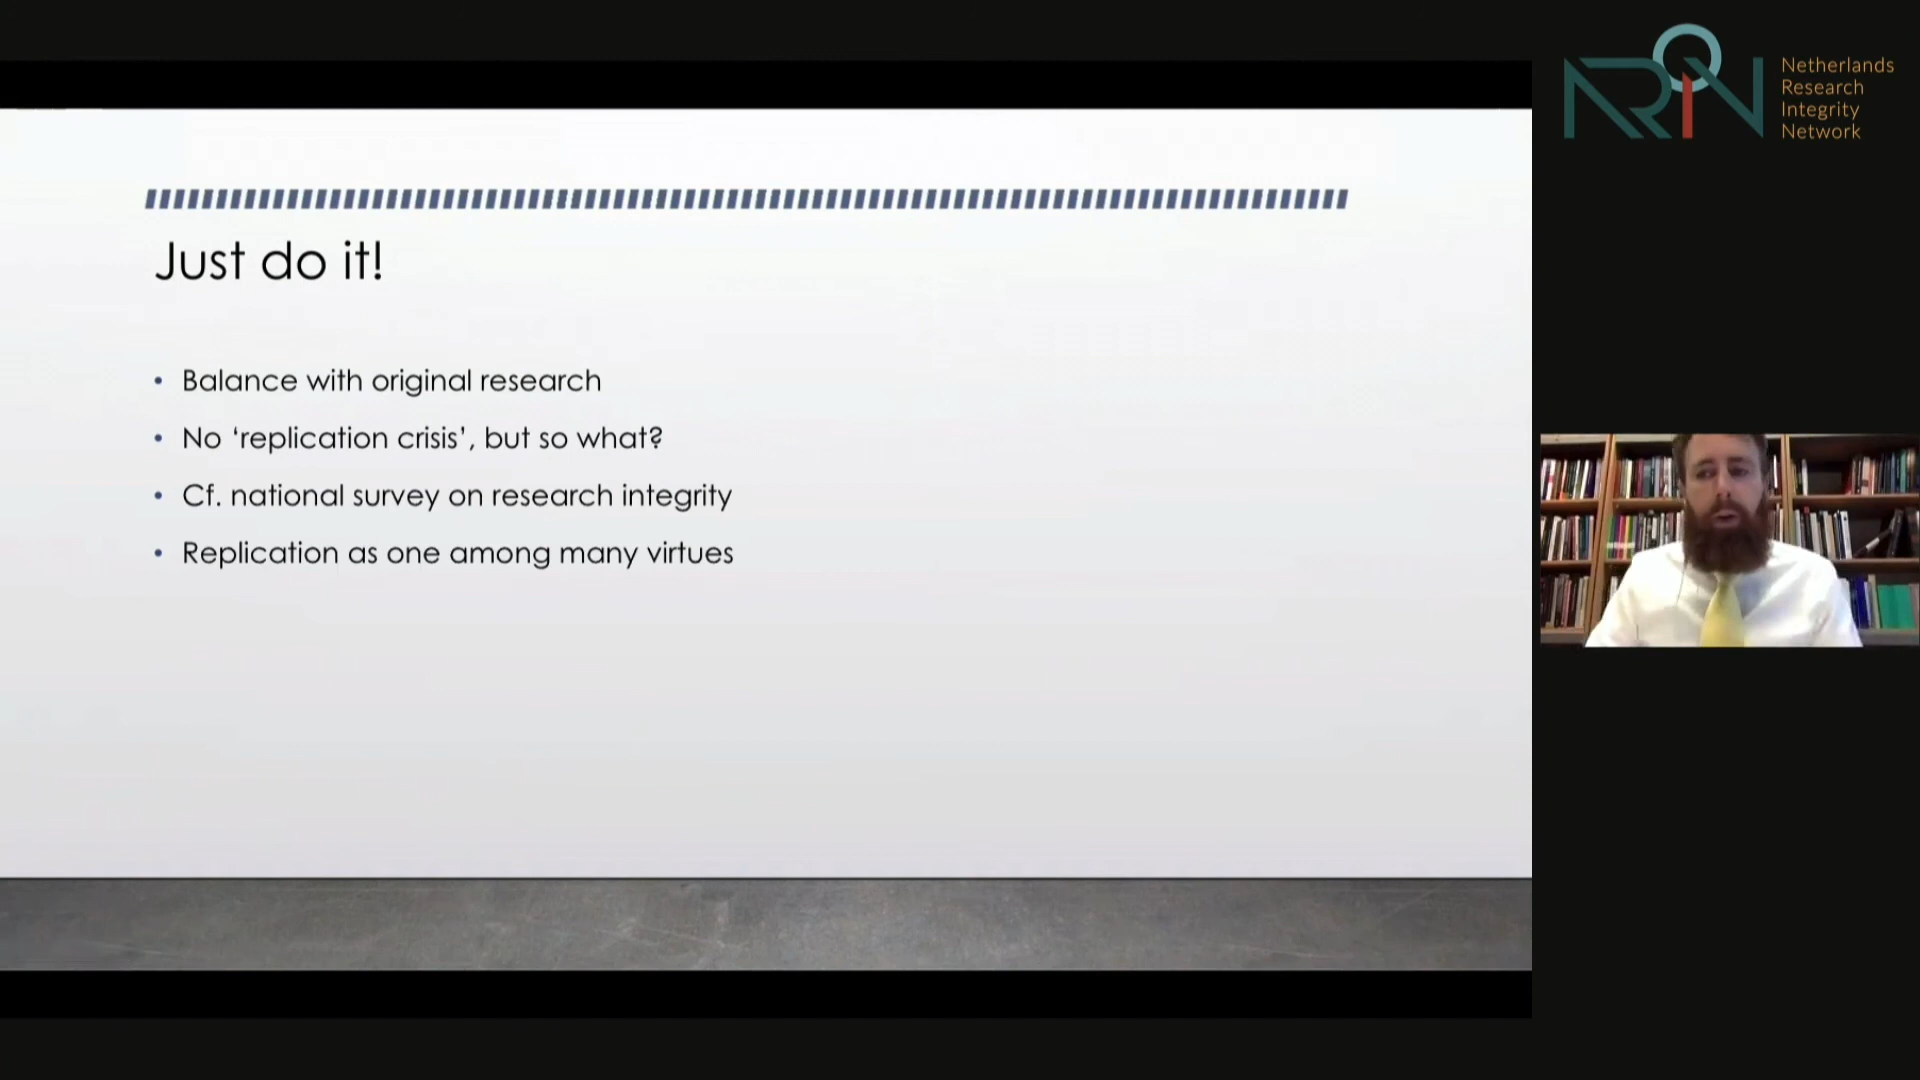 Just do it!
• Balance with original research
• No ‘replication crisis’, but so what?
• Cf. national survey on research integrity
• Replication as one among many virtues
NRIN
Netherlands
Research
Integrity
Network